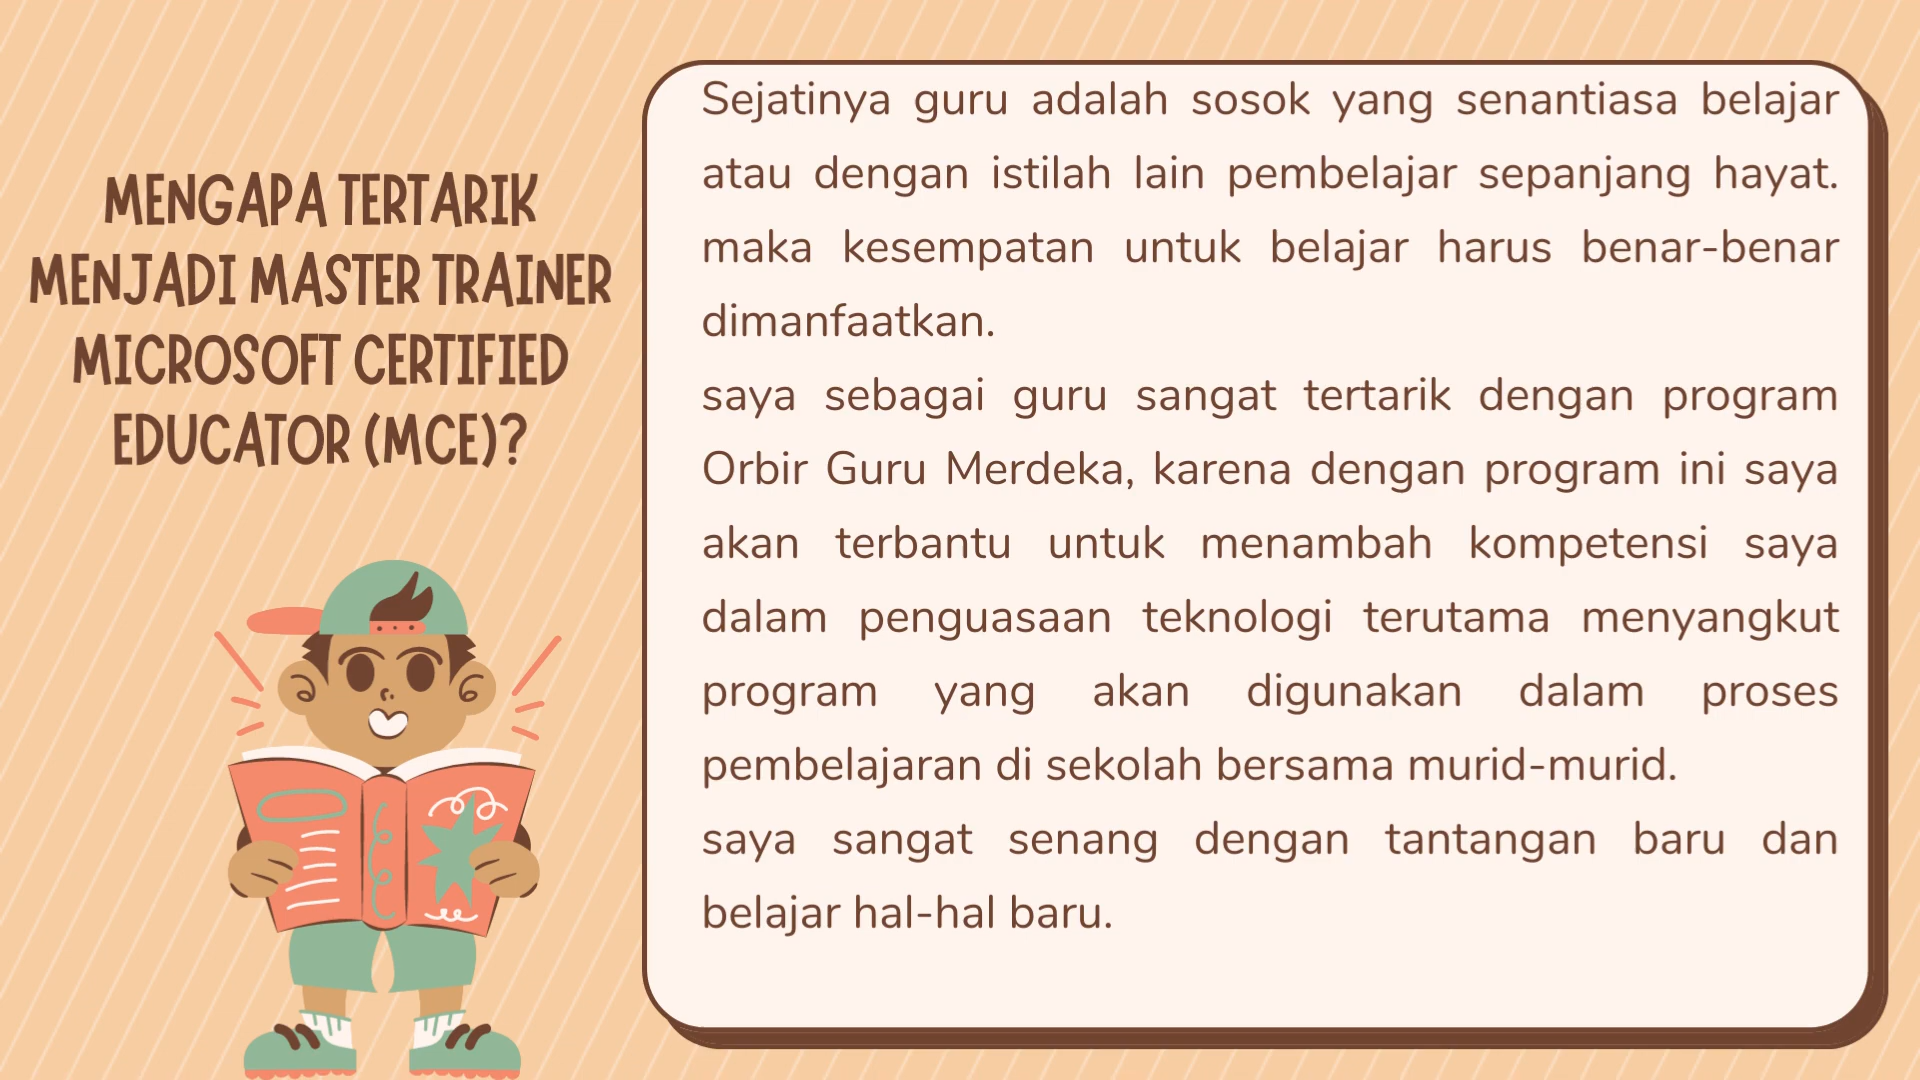 MENGAPA TERTARIK
MENJADI MASTER TRAINER
MICROSOFT CERTIFIED
EDUCATOR (MCE)?
Sejatinya guru adalah sosok yang senantiasa belajar
atau dengan istilah lain pembelajar sepanjang hayat.
maka kesempatan untuk belajar harus benar-benar
dimanfaatkan.
saya sebagai guru sangat tertarik dengan program
Orbir Guru Merdeka, karena dengan program ini saya
akan terbantu untuk menambah kompetensi saya
dalam penguasaan teknologi terutama menyangkut
program yang akan digunakan dalam proses
pembelajaran di sekolah bersama murid-murid.
saya sangat senang dengan tantangan baru dan
belajar hal-hal baru.